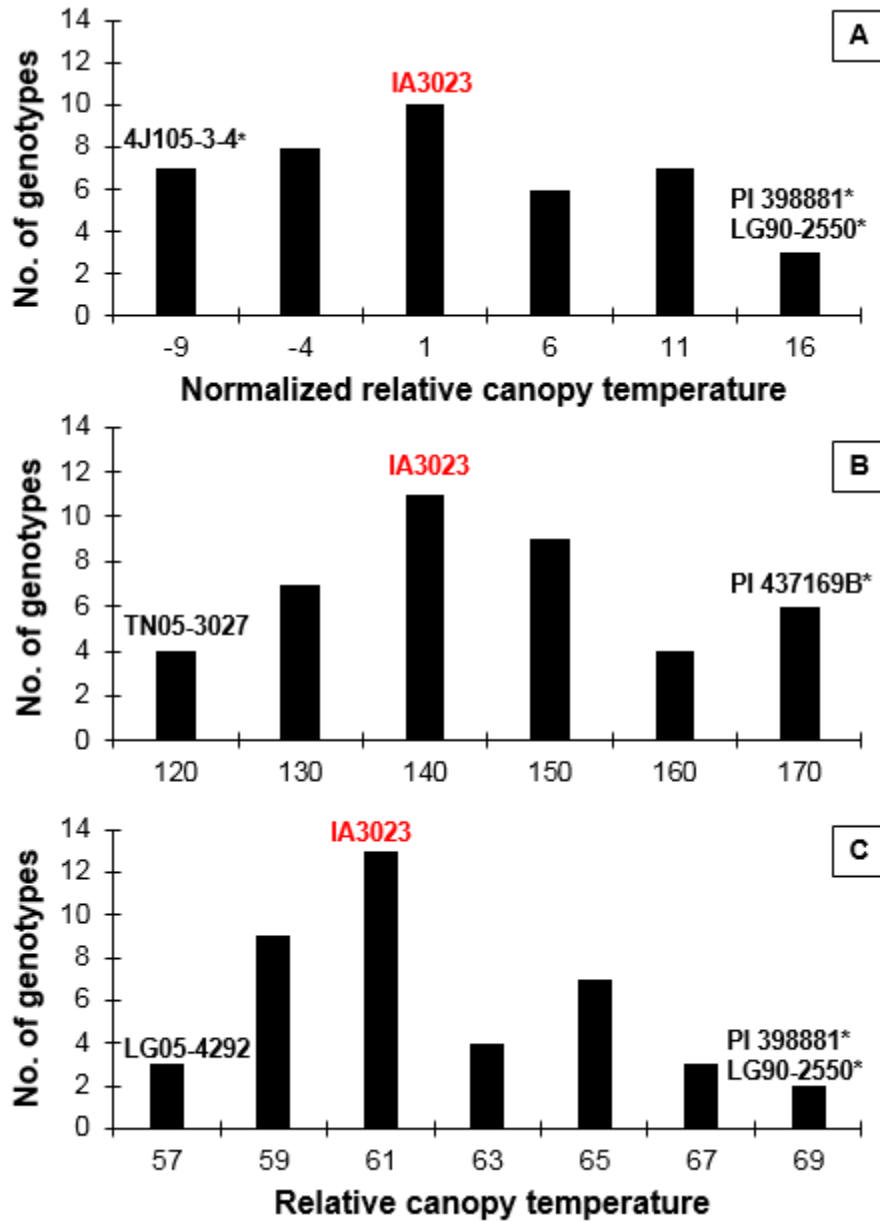 14
A
12
IA3023
10
4J105-3-4*
8
PI 398881*
6
LG90-2550*
4
2
0
No. of genotypes
-9 -4 1 6 11 16
Normalized relative canopy temperature
14
B
12
IA3023
10
8
PI 437169B*
6
TN05-3027
4
2
0
No. of genotypes
120 130 140 150 160 170
14
IA3023
C
12
10
8
6
4
LG05-4292
PI 398881*
2
LG90-2550*
0
No. of genotypes
57 59 61 63 65 67 69
Relative canopy temperature